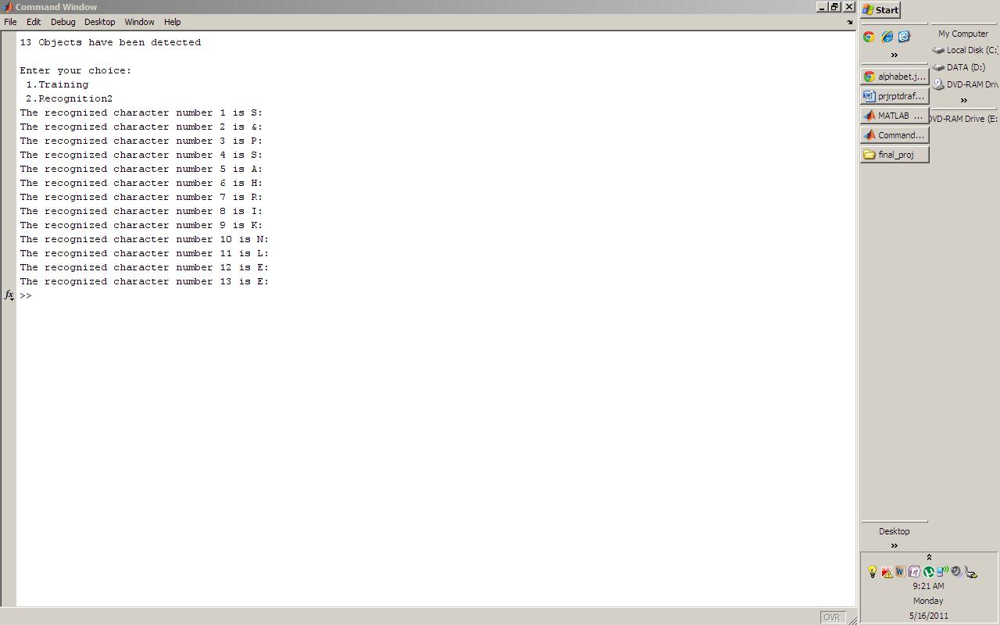 Command Window
File Edit Debug Desktop Window Help
13 Objects have been detected
Enter your choice:
1.Training
2.Recognition2
The recognized character number 1 is S:
The recognized character number 2 is &:
The recognized character number 3 is P:
The recognized character number 4 is S:
The recognized character number 5 is A:
The recognized character number 6 is H:
The recognized character number 7 is R:
The recognized character number 8 is I:
The recognized character number 9 is K:
The recognized character number 10 is N:
The recognized character number 11 is L:
The recognized character number 12 is E:
The recognized character number 13 is E:
fx >>
OVR
Start
My Computer
Local Disk (C:)
DATA (D:)
DVD-RAM Driv
»
DVD-RAM Drive (E:
»
alphabet.j...
prjrptdraf...
MATLAB ...
Command...
final_proj
Desktop
»
9:21 AM
Monday
5/16/2011